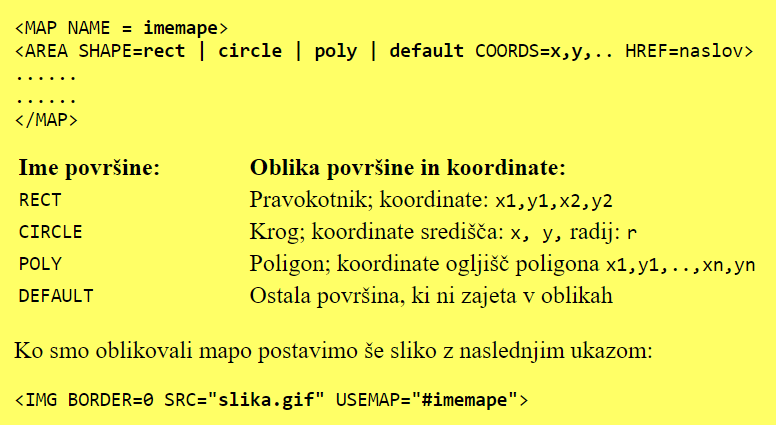 <MAP NAME = imemape>
<AREA SHAPE=rect | circle | poly | default COORDS=x,y,.. HREF=naslov>
......
......
</MAP>
Ime površine: Oblika površine in koordinate:
RECT Pravokotnik; koordinate: x1,y1,x2,y2
CIRCLE Krog; koordinate središča: x, y, radij: r
POLY Poligon; koordinate ogljišč poligona x1,y1,..,xn,yn
DEFAULT Ostala površina, ki ni zajeta v oblikah
Ko smo oblikovali mapo postavimo še sliko z naslednjim ukazom:
<IMG BORDER=0 SRC="slika.gif" USEMAP="#imemape">